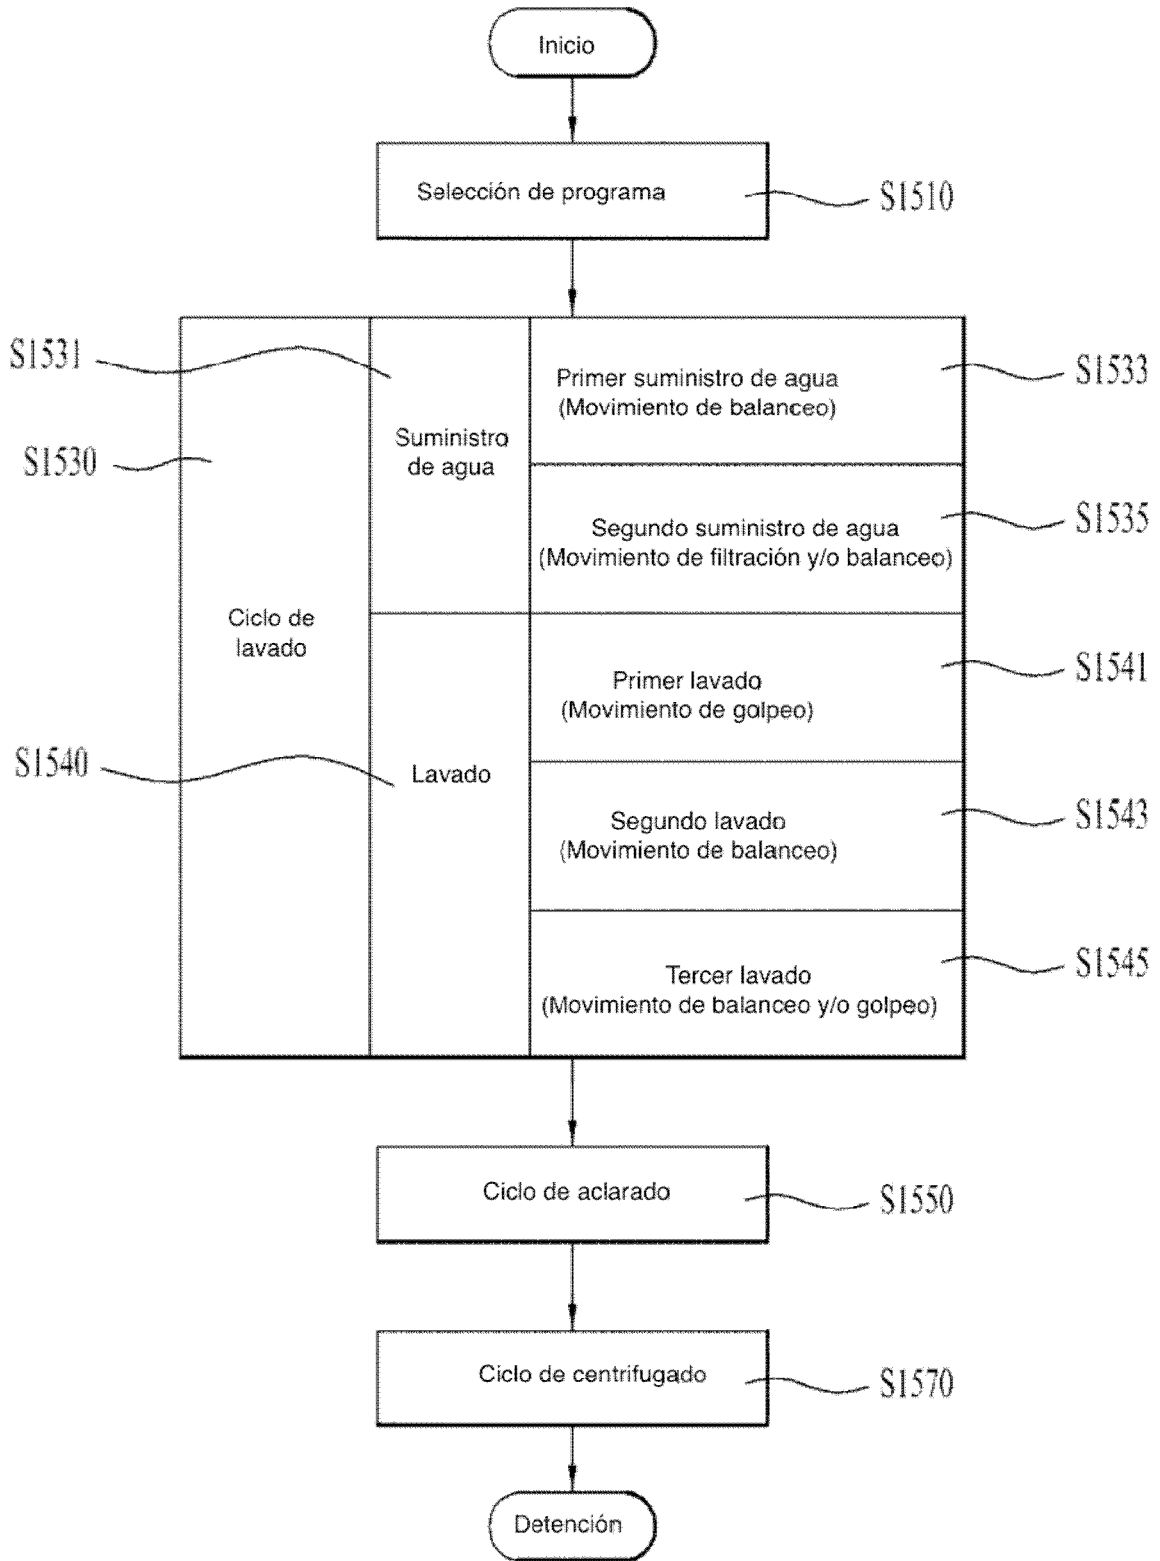 Inicio
Selección de programa
S1510
S1531
S1530
S1540
Ciclo de
lavado
Suministro
de agua
Lavado
Primer suministro de agua
(Movimiento de balanceo)
S1533
Segundo suministro de agua
(Movimiento de filtración y/o balanceo)
S1535
Primer lavado
(Movimiento de golpeo)
S1541
Segundo lavado
(Movimiento de balanceo)
S1543
Tercer lavado
(Movimiento de balanceo y/o golpeo)
S1545
Ciclo de aclarado
S1550
Ciclo de centrifugado
S1570
Detención